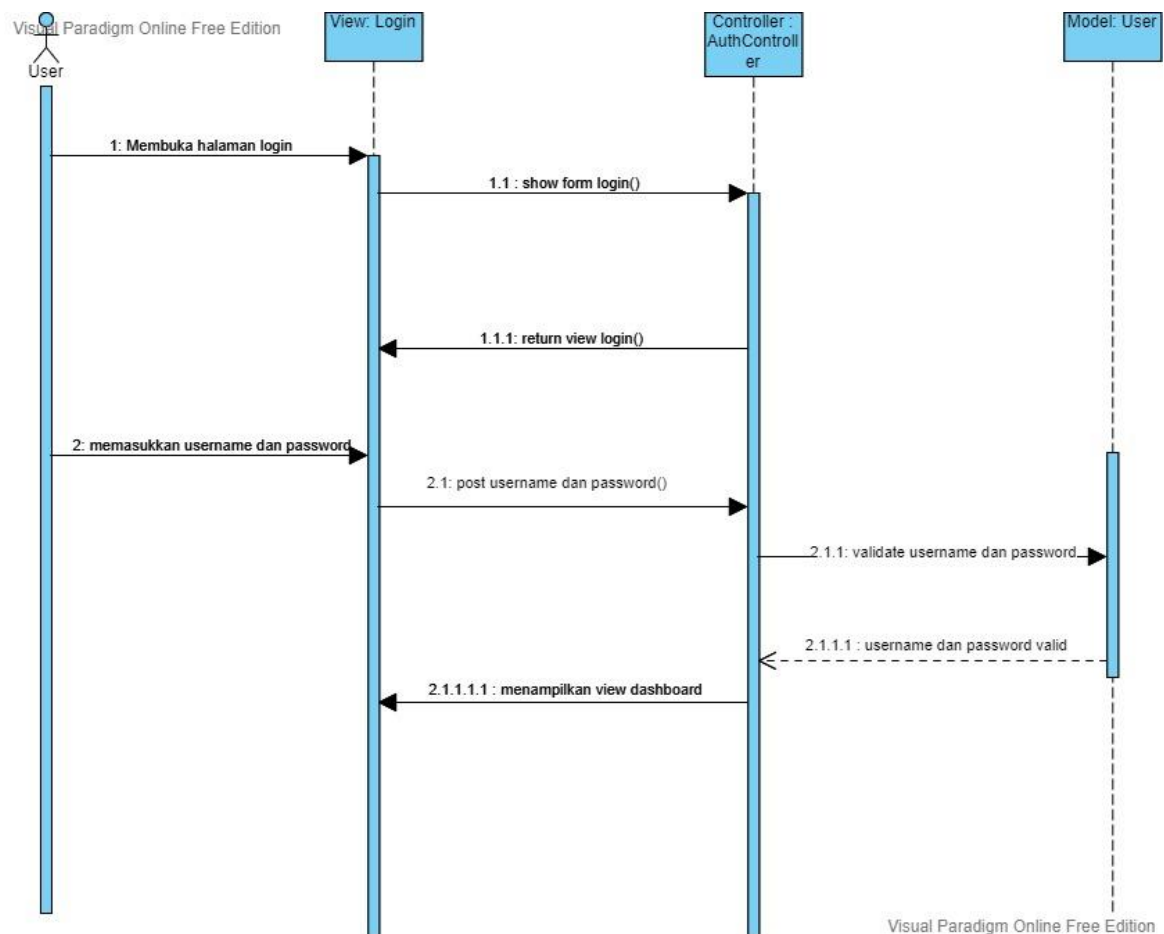 Visual Paradigm Online Free Edition
User
View: Login
Controller :
AuthControll
er
Model: User
1: Membuka halaman login
1.1 : show form login()
1.1.1: return view login()
2: memasukkan username dan password
2.1: post username dan password()
2.1.1: validate username dan password
2.1.1.1 : username dan password valid
2.1.1.1.1 : menampilkan view dashboard
Visual Paradigm Online Free Edition